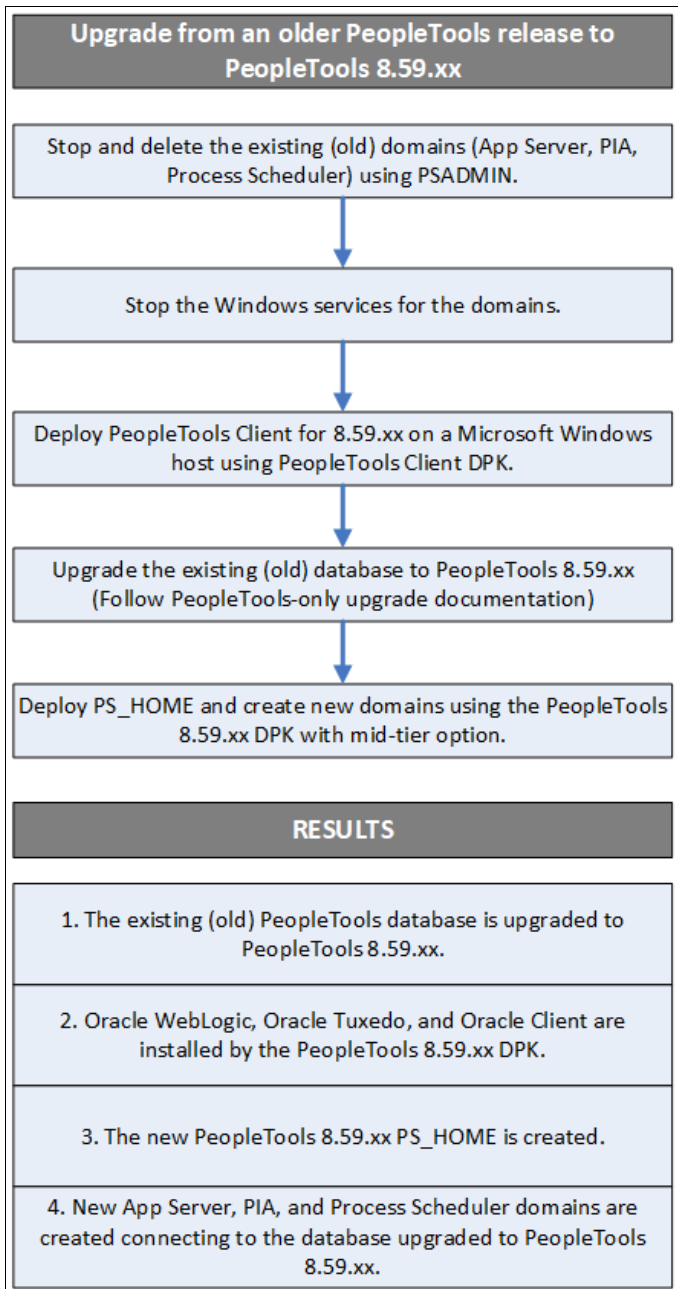 Upgrade from an older PeopleTools release to
PeopleTools 8.59.xx
Stop and delete the existing (old) domains (App Server, PIA,
Process Scheduler) using PSADMIN.
Stop the Windows services for the domains.
Deploy PeopleTools Client for 8.59.xx on a Microsoft Windows
host using PeopleTools Client DPK.
Upgrade the existing (old) database to PeopleTools 8.59.xx
(Follow PeopleTools-only upgrade documentation)
Deploy PS_HOME and create new domains using the PeopleTools
8.59.xx DPK with mid-tier option.
RESULTS
1. The existing (old) PeopleTools database is upgraded to
PeopleTools 8.59.xx.
2. Oracle WebLogic, Oracle Tuxedo, and Oracle Client are
installed by the PeopleTools 8.59.xx DPK.
3. The new PeopleTools 8.59.xx PS_HOME is created.
4. New App Server, PIA, and Process Scheduler domains are
created connecting to the database upgraded to PeopleTools
8.59.xx.